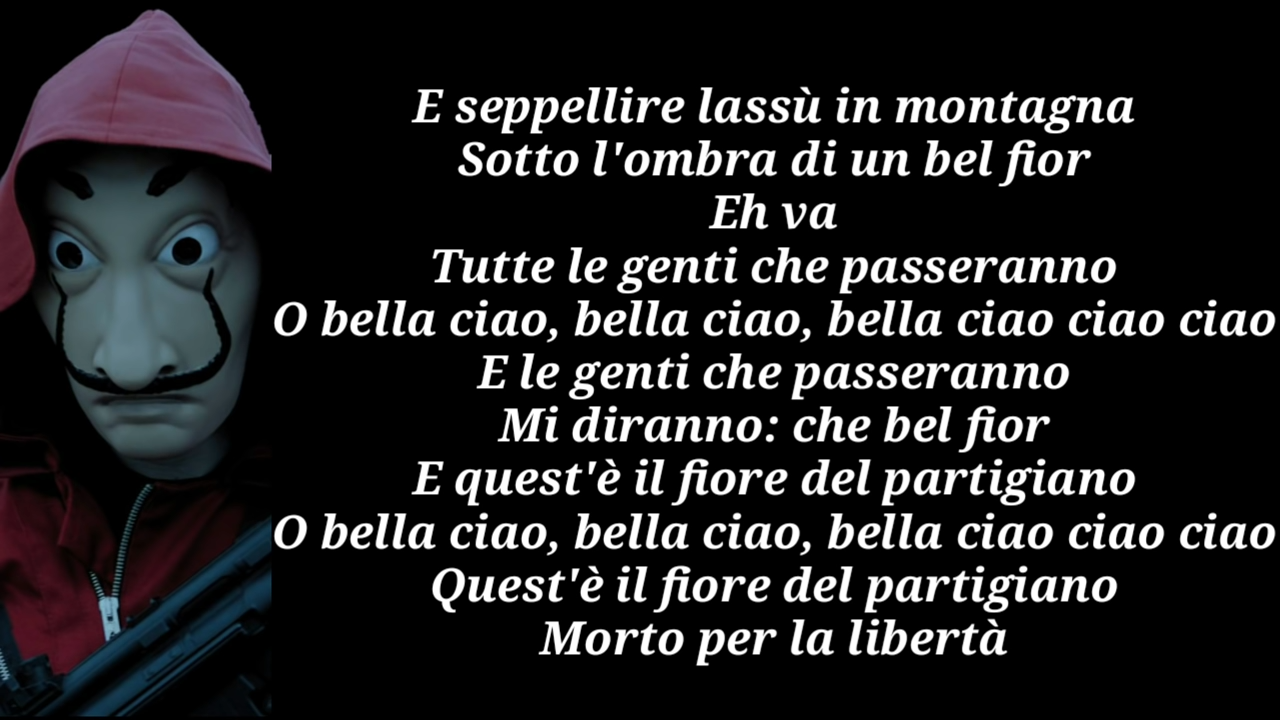 E seppellire lassù in montagna
Sotto l'ombra di un bel fior
Eh va
Tutte le genti che passeranno
O bella ciao, bella ciao, bella ciao ciao ciao
E le genti che passeranno
Mi diranno: che bel fior
E quest'è il fiore del partigiano
O bella ciao, bella ciao, bella ciao ciao ciao
Quest'è il fiore del partigiano
Morto per la libertà